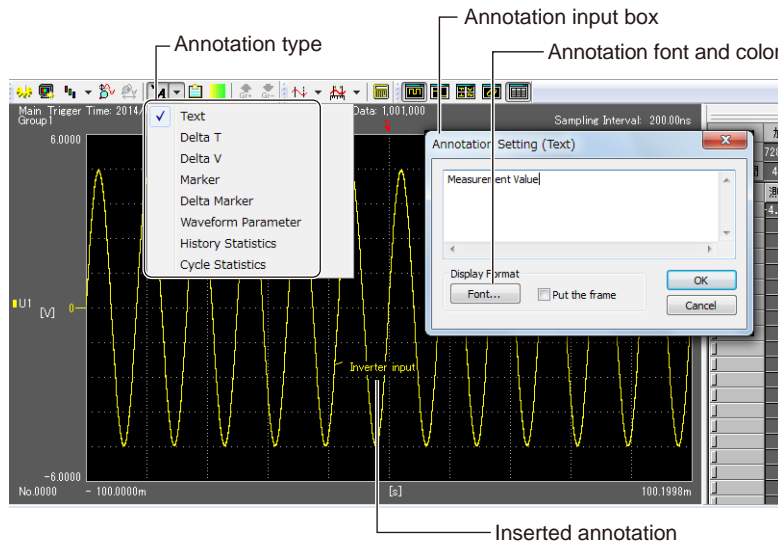 Annotation input box
Annotation type
Annotation font and color
A
Main Trigger Time: 2014/
Data: 1,001,000
Group1
Sampling Interval: 200.00ns
6.0000
Text
Delta T
Delta V
Marker
Delta Marker
Waveform Parameter
History Statistics
Cycle Statistics
Annotation Setting (Text)
Measurement Value
Display Format
Font...
Put the frame
OK
Cancel
720
4
-4.
U1
[V]
0
Inverter input
-6.0000
No.0000
- 100.0000m
[s]
100.1998m
Inserted annotation